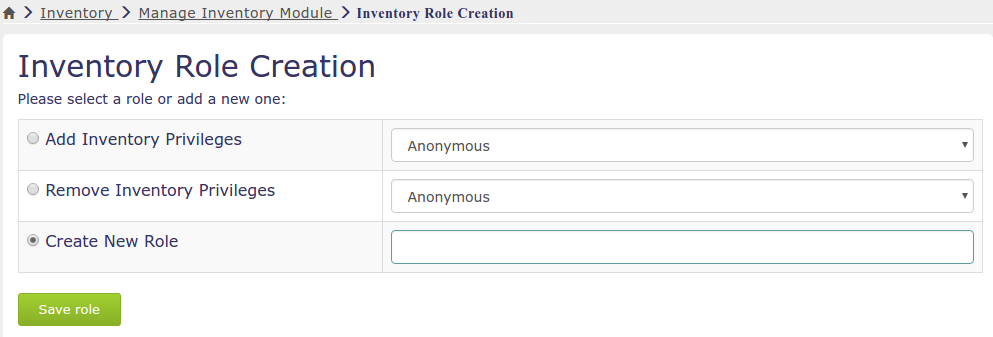 Inventory > Manage Inventory Module > Inventory Role Creation
Inventory Role Creation
Please select a role or add a new one:
Add Inventory Privileges Anonymous
Remove Inventory Privileges Anonymous
Create New Role
Save role